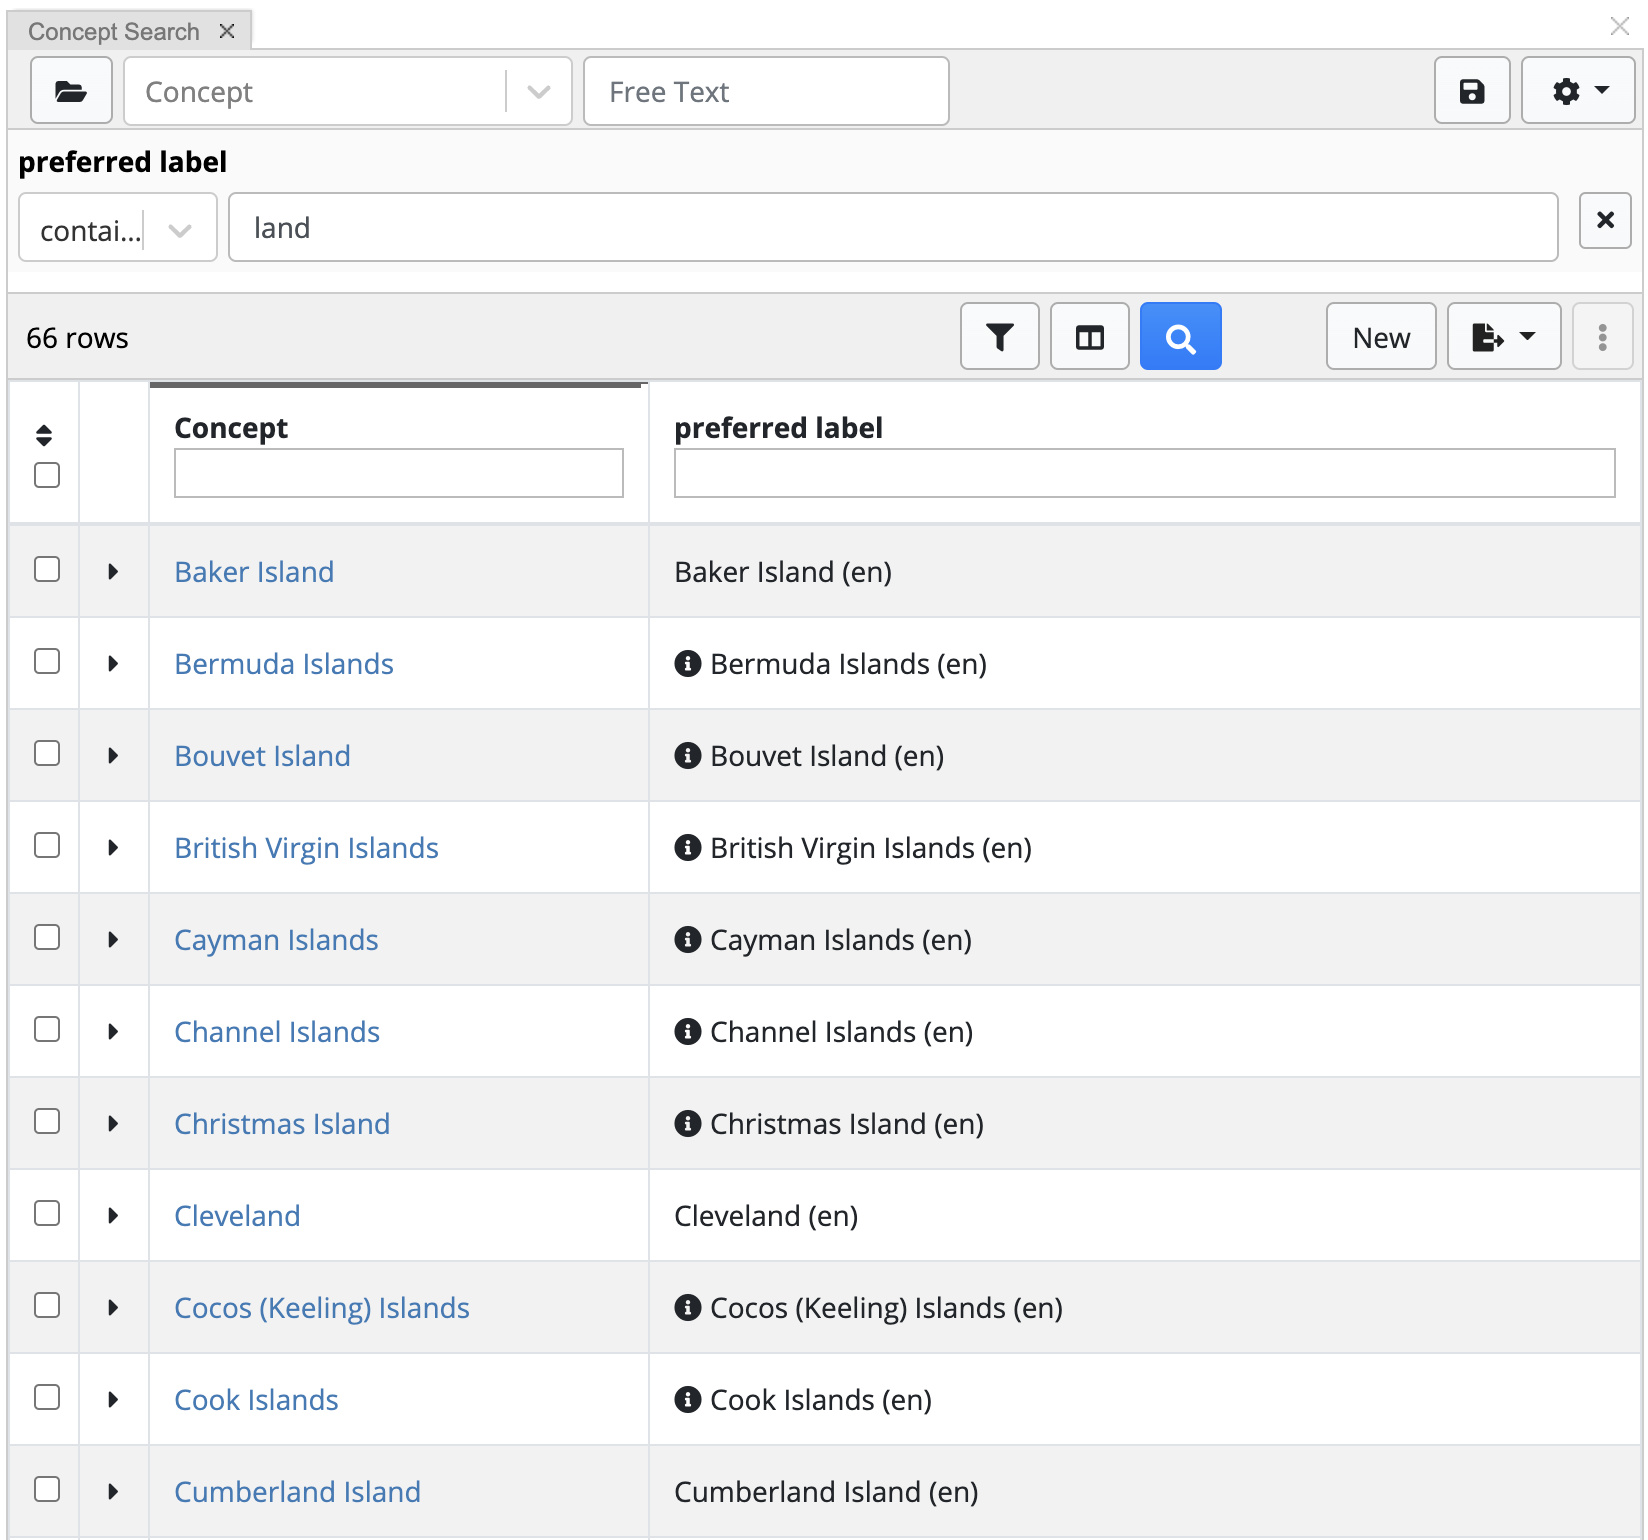 Concept Search
Concept
Free Text
preferred label
contai...
land
66 rows
New
Concept
preferred label
Baker Island
Baker Island (en)
Bermuda Islands
Bermuda Islands (en)
Bouvet Island
Bouvet Island (en)
British Virgin Islands
British Virgin Islands (en)
Cayman Islands
Cayman Islands (en)
Channel Islands
Channel Islands (en)
Christmas Island
Christmas Island (en)
Cleveland
Cleveland (en)
Cocos (Keeling) Islands
Cocos (Keeling) Islands (en)
Cook Islands
Cook Islands (en)
Cumberland Island
Cumberland Island (en)